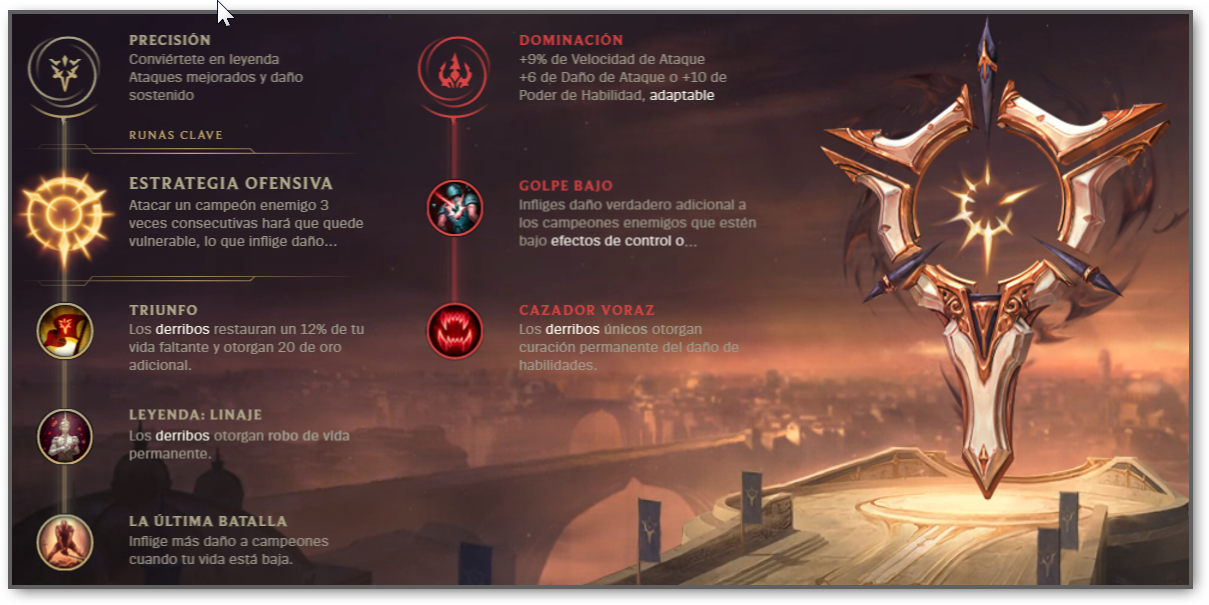 PRECISIÓN
Conviértete en leyenda
Ataques mejorados y daño
sostenido
RUNAS CLAVE
ESTRATEGIA OFENSIVA
Atacar un campeón enemigo 3
veces consecutivas hará que quede
vulnerable, lo que inflige daño...
TRIUNFO
Los derribos restauran un 12% de tu
vida faltante y otorgan 20 de oro
adicional.
LEYENDA: LINAJE
Los derribos otorgan robo de vida
permanente.
LA ÚLTIMA BATALLA
Inflige más daño a campeones
cuando tu vida está baja.
DOMINACIÓN
+9% de Velocidad de Ataque
+6 de Daño de Ataque o +10 de
Poder de Habilidad, adaptable
GOLPE BAJO
Infliges daño verdadero adicional a
los campeones enemigos que estén
bajo efectos de control o...
CAZADOR VORAZ
Los derribos únicos otorgan
curación permanente del daño de
habilidades.